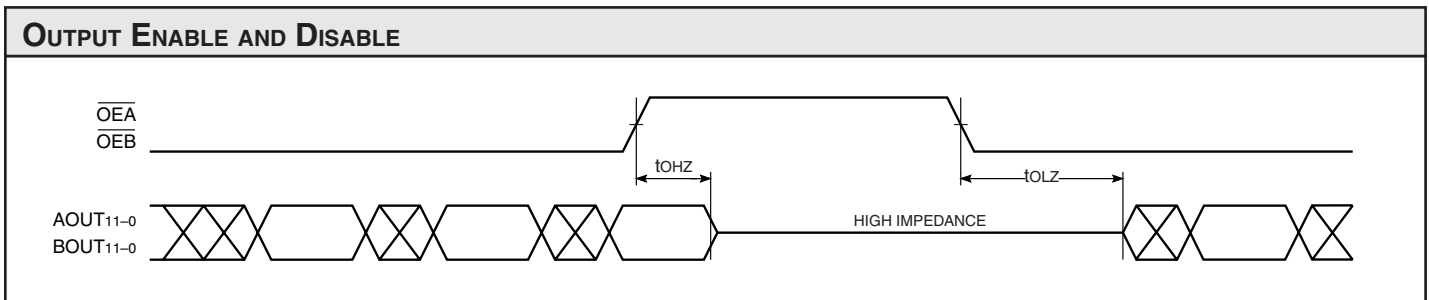 OUTPUT ENABLE AND DISABLE
OEA
OEB
tOHZ
tOLZ
AOUT11–0
BOUT11–0
HIGH IMPEDANCE